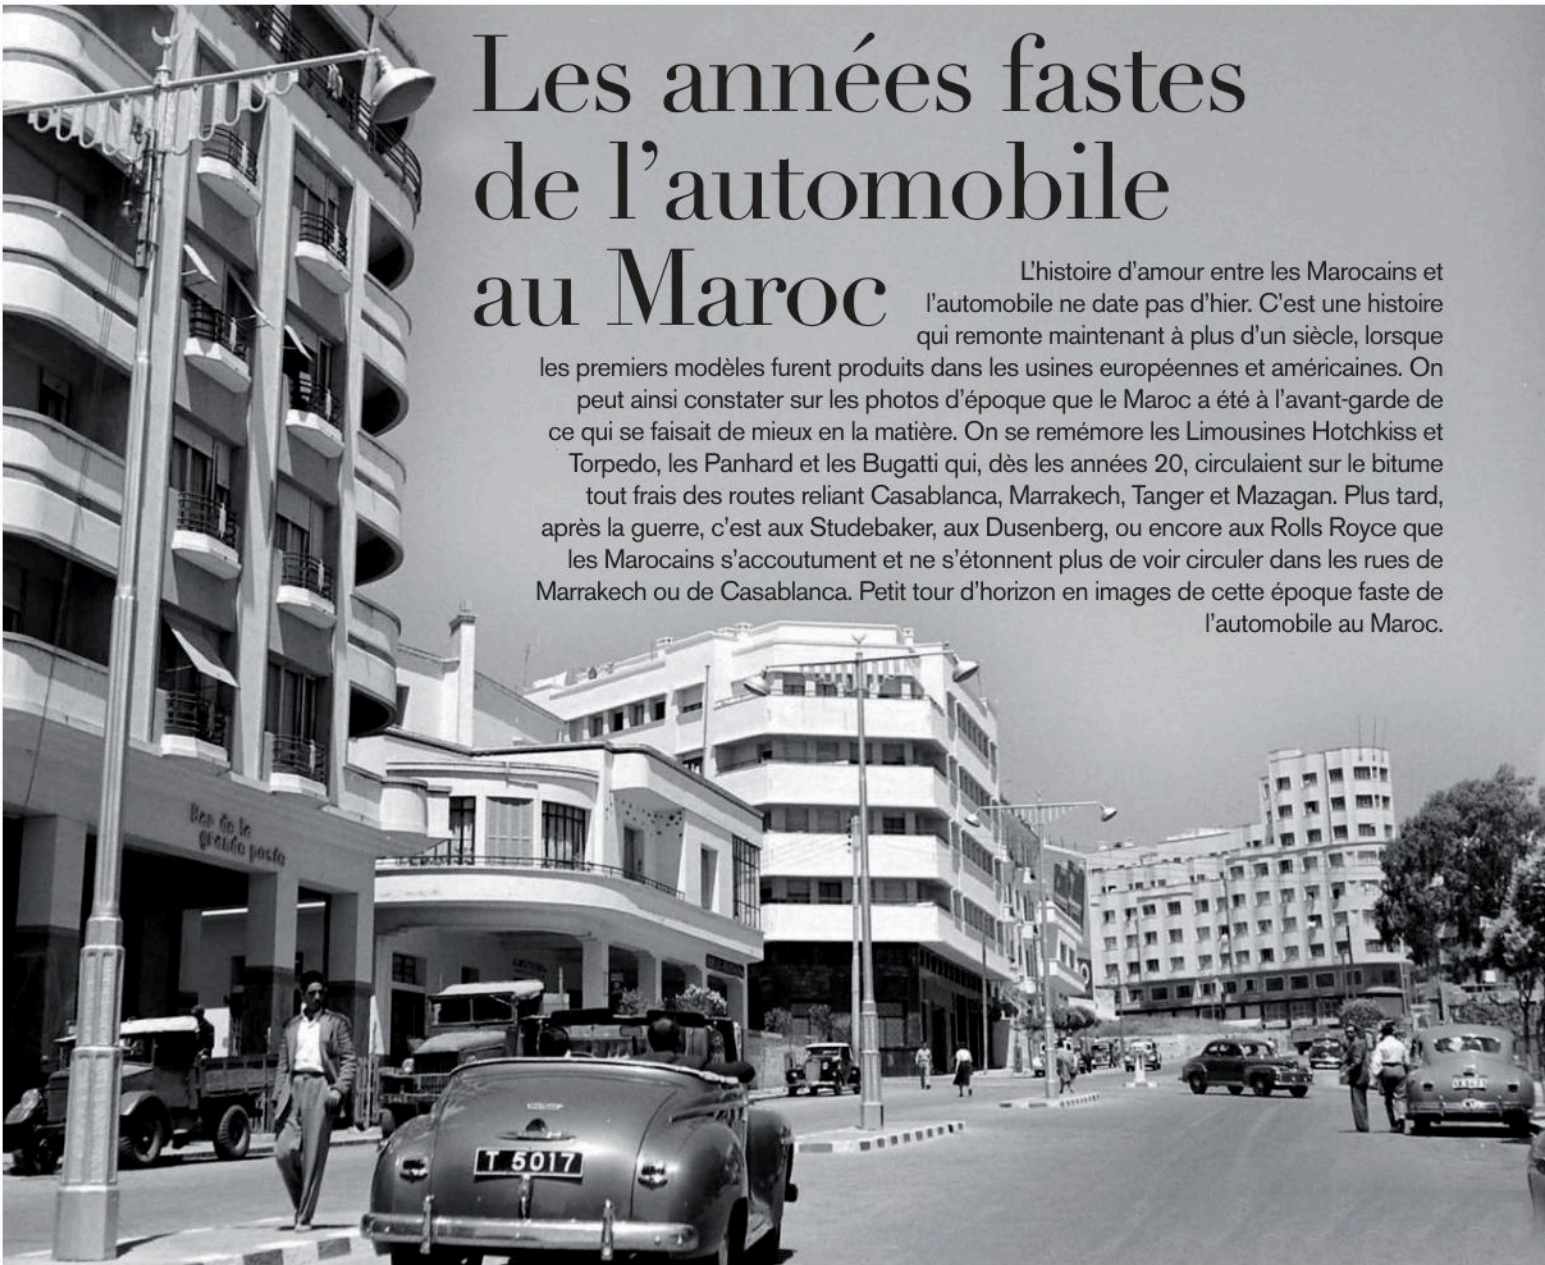 Les années fastes
de l'automobile
au Maroc
L'histoire d'amour entre les Marocains et
l'automobile ne date pas d'hier. C'est une histoire
qui remonte maintenant à plus d'un siècle, lorsque
les premiers modèles furent produits dans les usines européennes et américaines. On
peut ainsi constater sur les photos d'époque que le Maroc a été à l'avant-garde de
ce qui se faisait de mieux en la matière. On se remémore les Limousines Hotchkiss et
Torpedo, les Panhard et les Bugatti qui, dès les années 20, circulaient sur le bitume
tout frais des routes reliant Casablanca, Marrakech, Tanger et Mazagan. Plus tard,
après la guerre, c'est aux Studebaker, aux Dusenberg, ou encore aux Rolls Royce que
les Marocains s'accoutument et ne s'étonnent plus de voir circuler dans les rues de
Marrakech ou de Casablanca. Petit tour d'horizon en images de cette époque faste de
l'automobile au Maroc.
Bar de la
grande poste
T 5017